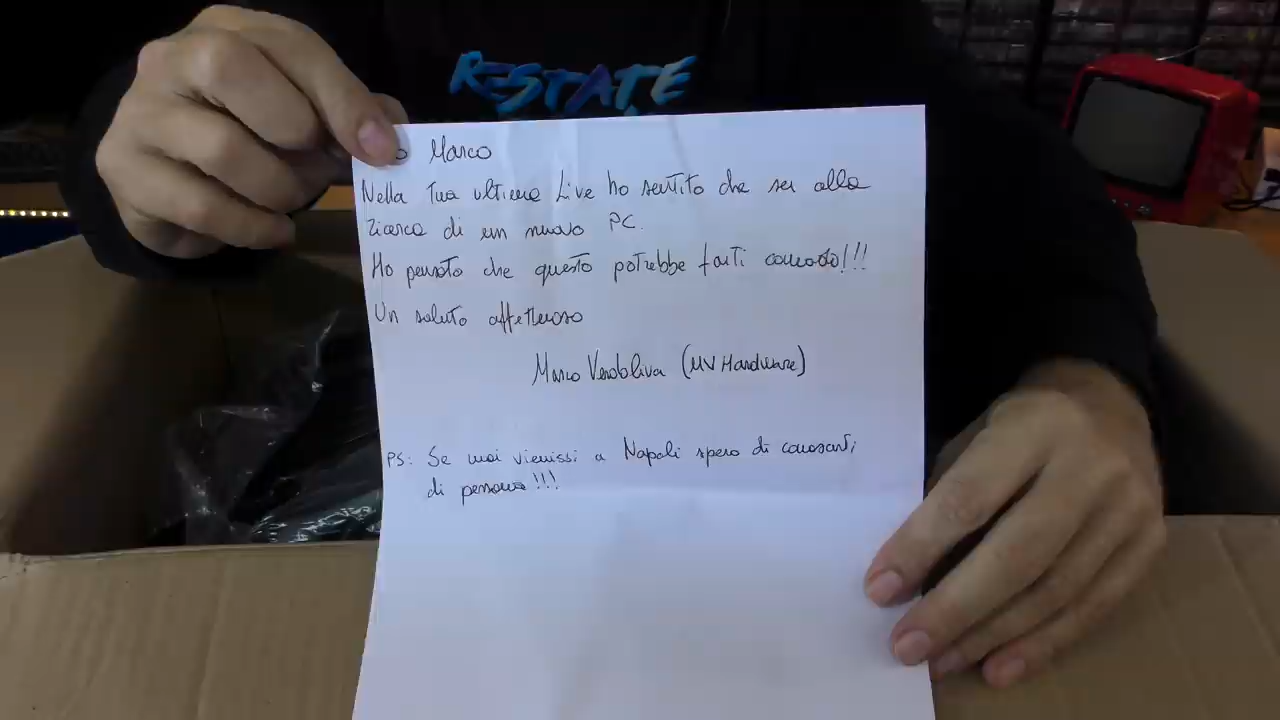 RESTATE
o Marco
Nella tua ultima Live ho sentito che sei alla
ricerca di un nuovo PC.
Ho pensato che questo potrebbe farti comodo!!!
Un saluto affettuoso
Marco (MV Hardware)
PS: Se mai venissi a Napoli spero di conoscerti
di persona!!!